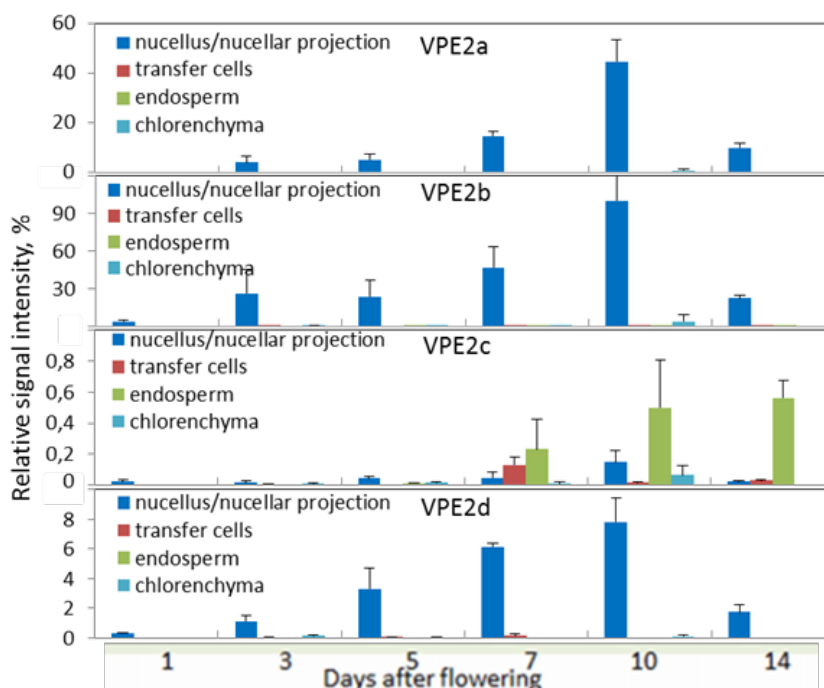 60
40
20
0
nucellus/nucellar projection
transfer cells
endosperm
chlorenchyma
VPE2a
90
60
30
nucellus/nucellar projection
transfer cells
endosperm
chlorenchyma
VPE2b
0,8
0,6
0,4
0,2
0
nucellus/nucellar projection
transfer cells
endosperm
chlorenchyma
VPE2c
8
6
4
2
0
nucellus/nucellar projection
transfer cells
endosperm
chlorenchyma
VPE2d
Relative signal intensity, %
1 3 5 7 10 14
Days after flowering